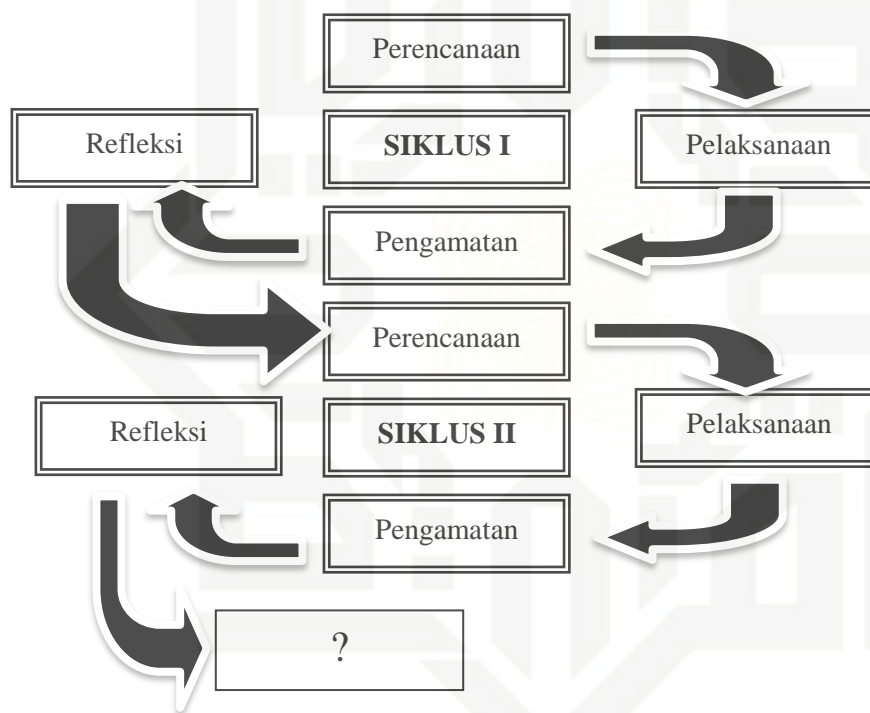 Perencanaan
Refleksi
SIKLUS I
Pelaksanaan
Pengamatan
Perencanaan
Refleksi
SIKLUS II
Pelaksanaan
Pengamatan
?